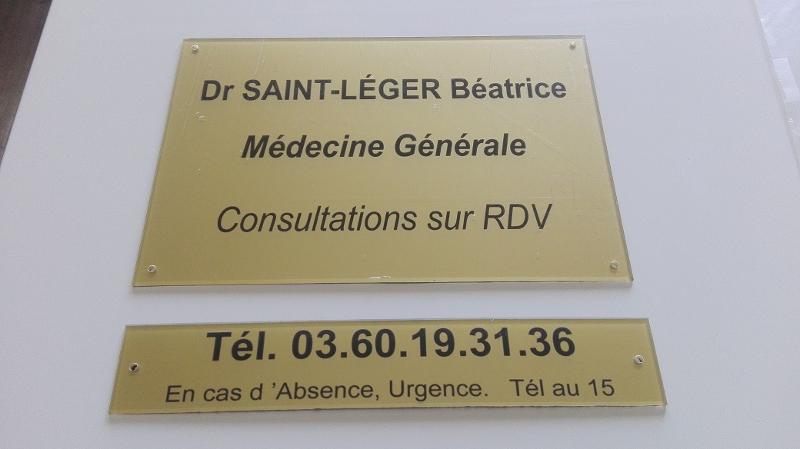 Dr SAINT-LÉGER Béatrice
Médecine Générale
Consultations sur RDV
Tél. 03.60.19.31.36
En cas d 'Absence, Urgence. Tél au 15